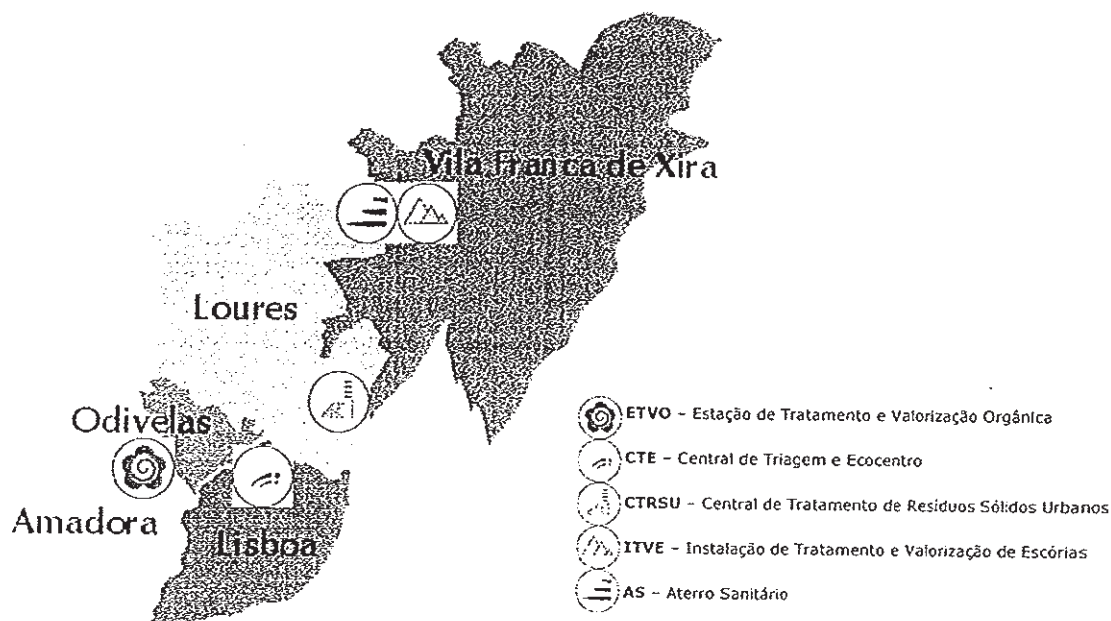 Vila Franca de Xira
Loures
Odivelas
Amadora
Lisboa
ETVO – Estação de Tratamento e Valorização Orgânica
CTE – Central de Triagem e Ecocentro
CTRSU – Central de Tratamento de Resíduos Sólidos Urbanos
ITVE – Instalação de Tratamento e Valorização de Escórias
AS – Aterro Sanitário